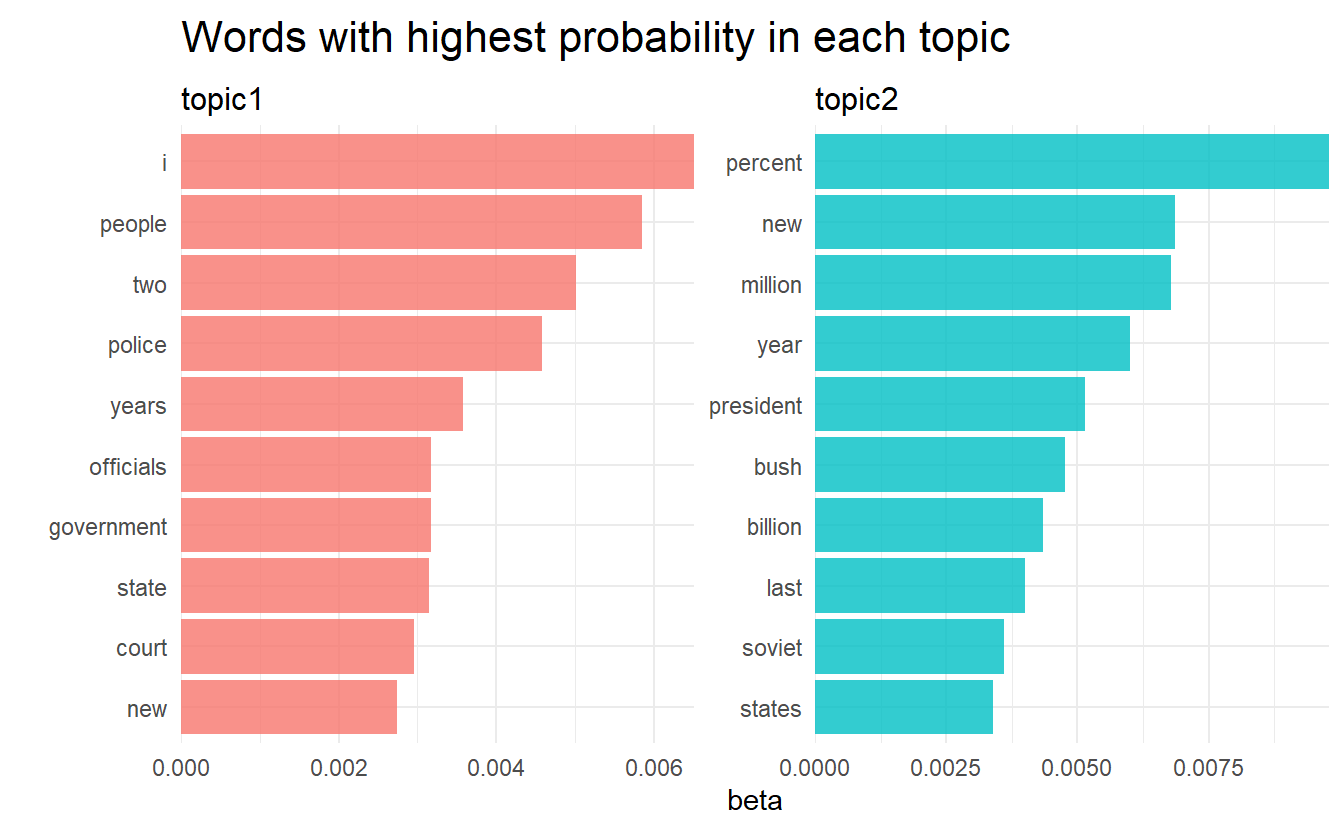 Words with highest probability in each topic
topic1
i
people
two
police
years
officials
government
state
court
new
0.000 0.002 0.004 0.006
topic2
percent
new
million
year
president
bush
billion
last
soviet
states
0.0000 0.0025 0.0050 0.0075
beta